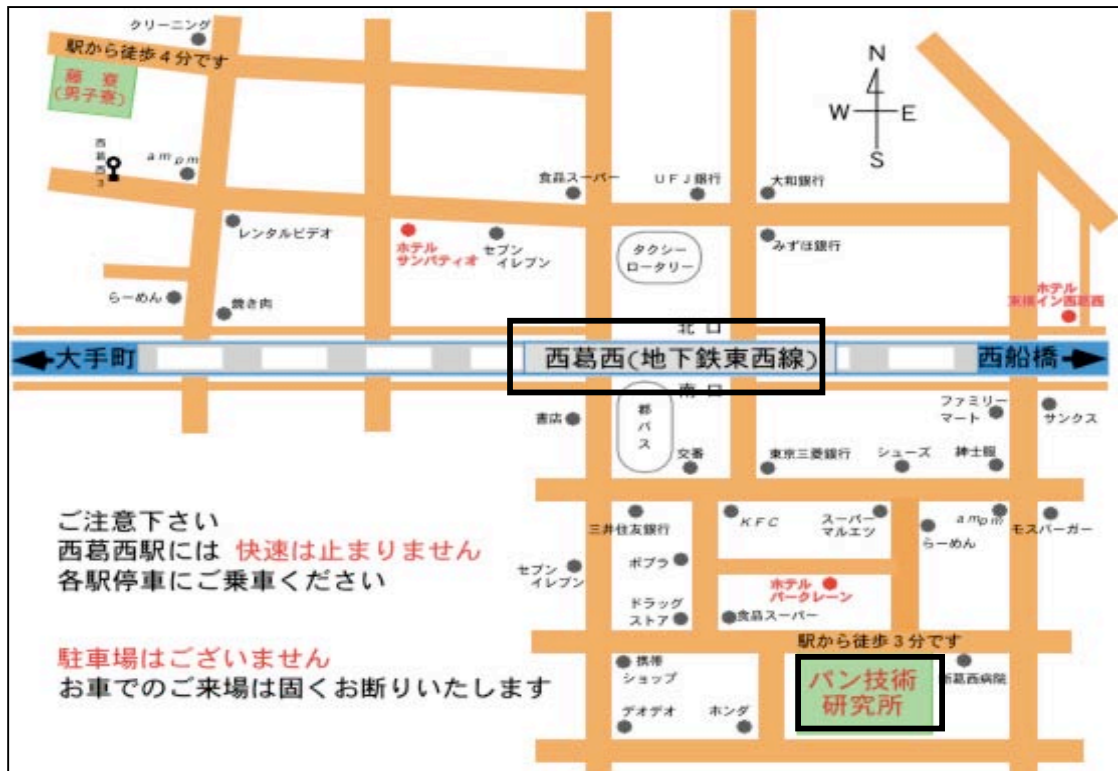 クリーニング
駅から徒歩4分です
藤 寮
(男子寮)
N
W E
S
西葛西3
ampm
食品スーパー
UFJ銀行
大和銀行
レンタルビデオ
ホテル
サンパティオ
セブン
イレブン
タクシー
ロータリー
みずほ銀行
らーめん
焼き肉
ホテル
東横イン西葛西
北口
大手町
西葛西(地下鉄東西線)
西船橋
南口
書店
都バス
交番
東京三菱銀行
シューズ
ファミリー
マート
紳士服
サンクス
ご注意下さい
西葛西駅には 快速は止まりません
各駅停車にご乗車ください
駐車場はございません
お車でのご来場は固くお断りいたします
三井住友銀行
KFC
スーパー
マルエツ
らーめん
ampm
モスバーガー
セブン
イレブン
ポプラ
ホテル
パークレーン
ドラッグ
ストア
食品スーパー
駅から徒歩3分です
携帯
ショップ
パン技術
研究所
葛西病院
デオデオ
ホンダ